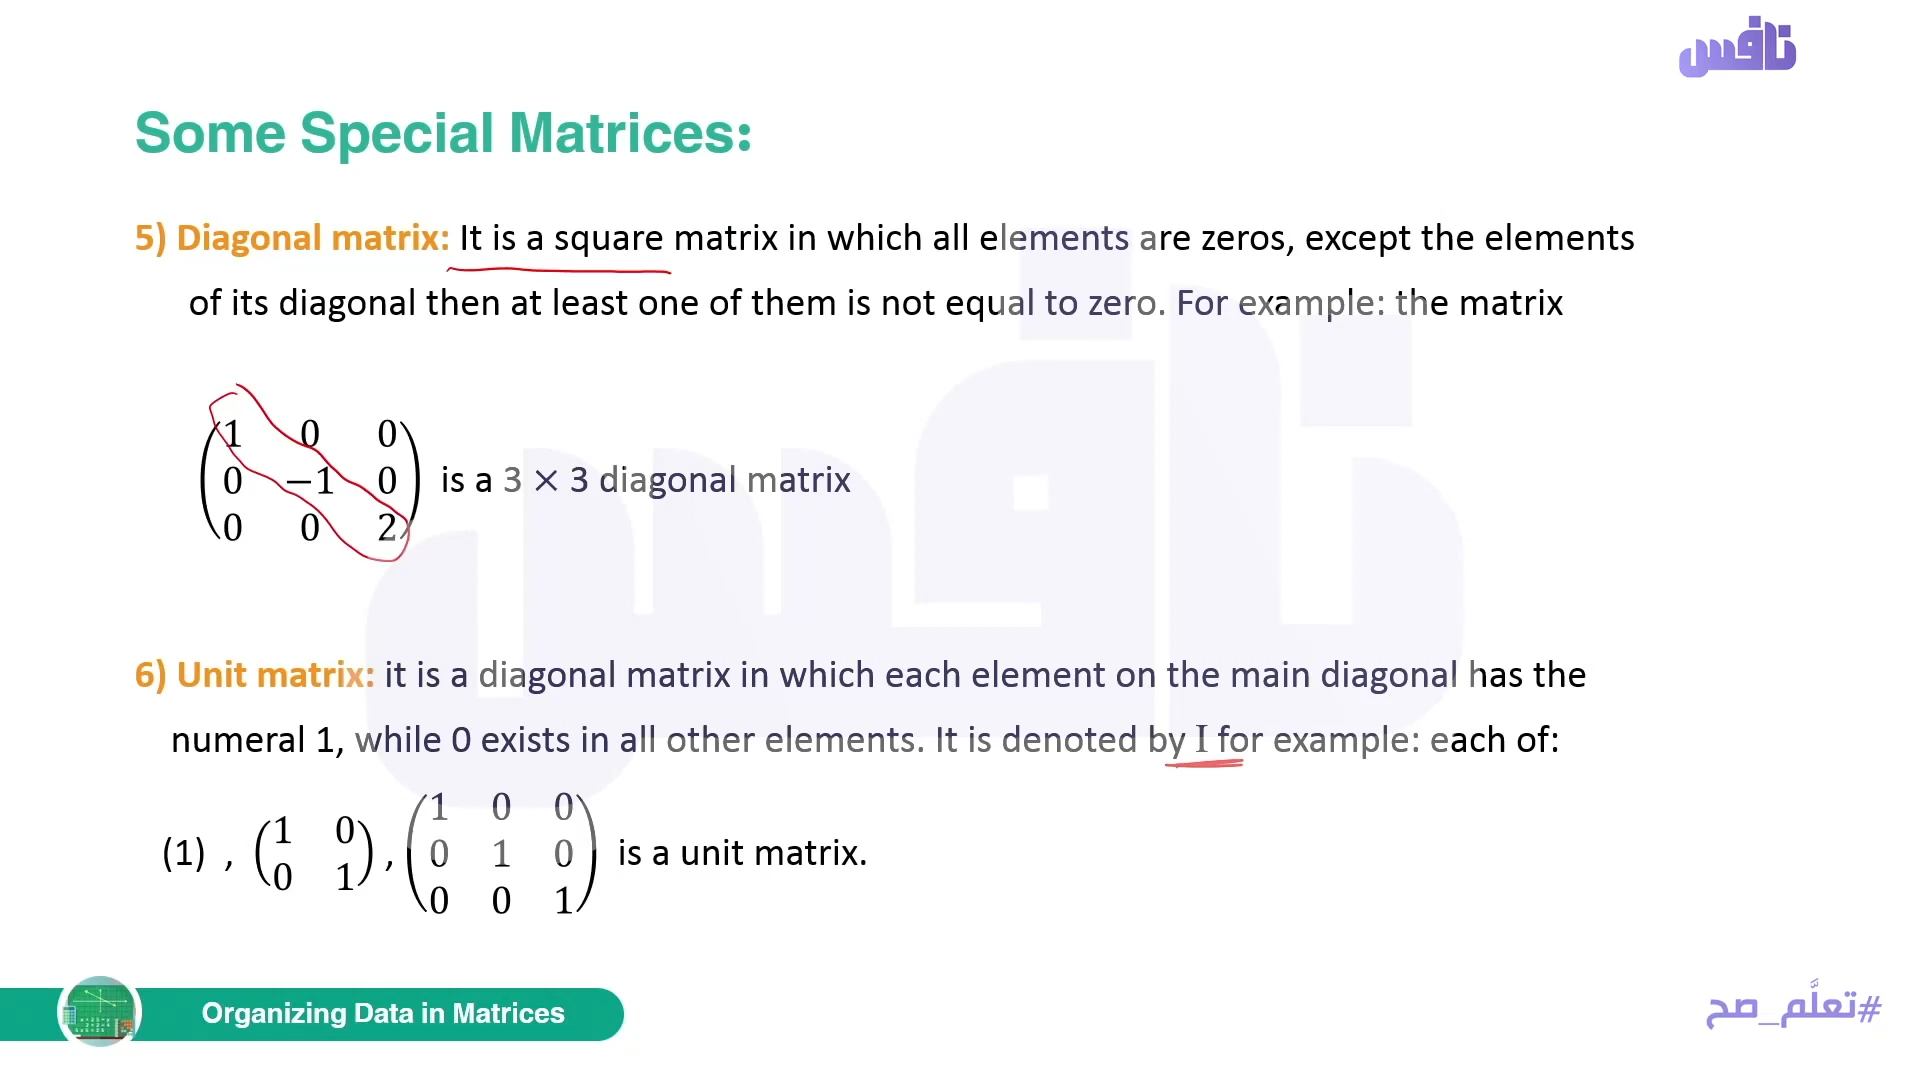 نافس
Some Special Matrices:
5) Diagonal matrix: It is a square matrix in which all elements are zeros, except the elements
of its diagonal then at least one of them is not equal to zero. For example: the matrix
1 0 0
0 −1 0
0 0 2
is a 3 × 3 diagonal matrix
6) Unit matrix: it is a diagonal matrix in which each element on the main diagonal has the
numeral 1, while 0 exists in all other elements. It is denoted by I for example: each of:
(1) , (1 0
0 1) , (1 0 0
0 1 0
0 0 1) is a unit matrix.
Organizing Data in Matrices
#تعلَّم_صح